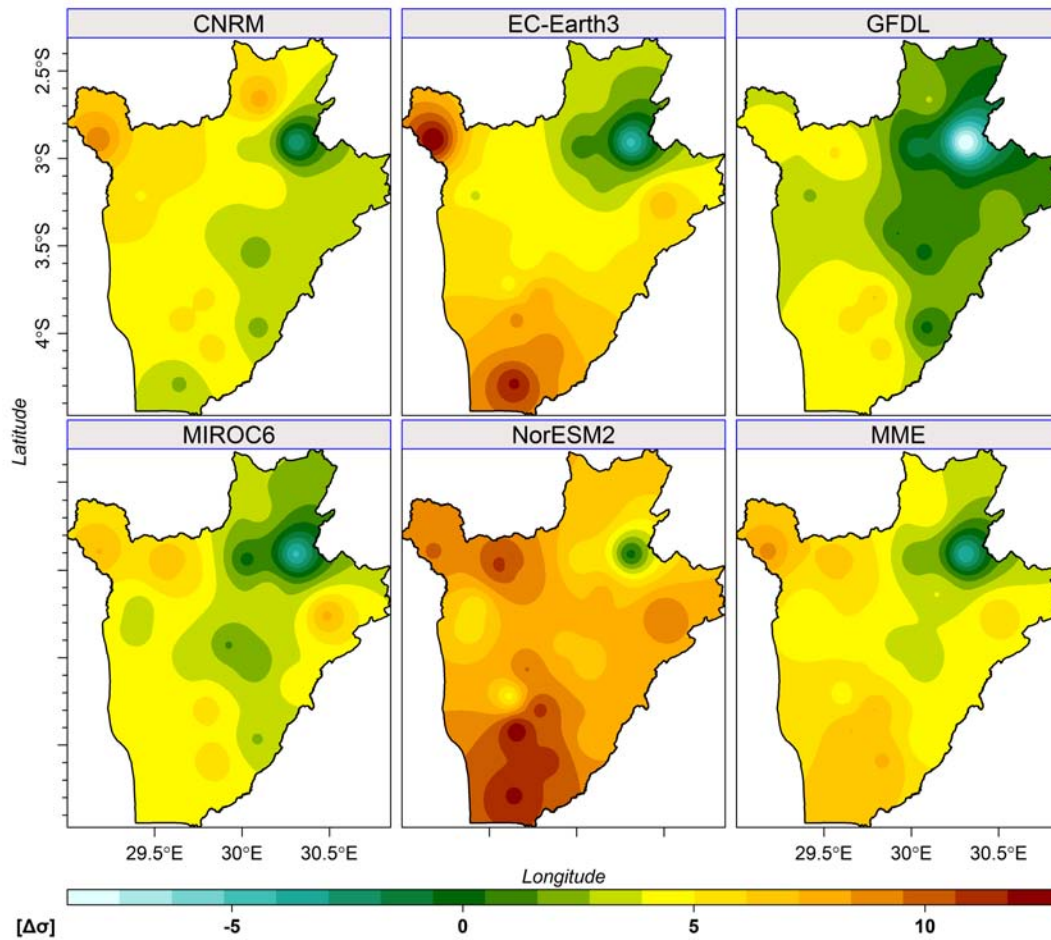 CNRM EC-Earth3 GFDL
2.5°S
3°S
3.5°S
4°S
Latitude
MIROC6 NorESM2 MME
29.5°E 30°E 30.5°E 29.5°E 30°E 30.5°E
Longitude
[Δσ] -5 0 5 10